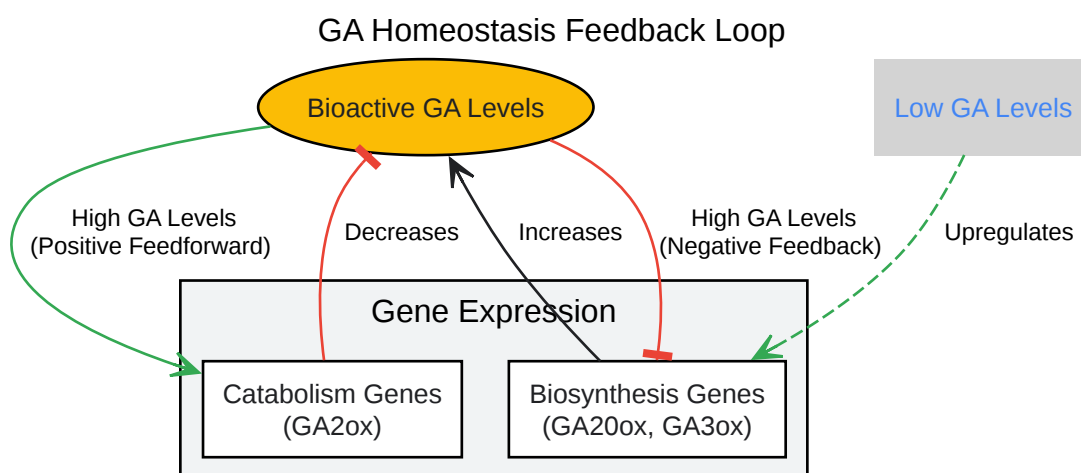 GA Homeostasis Feedback Loop
Bioactive GA Levels
Low GA Levels
High GA Levels
(Positive Feedforward)
Decreases
Increases
High GA Levels
(Negative Feedback)
Upregulates
Gene Expression
Catabolism Genes
(GA2ox)
Biosynthesis Genes
(GA20ox, GA3ox)